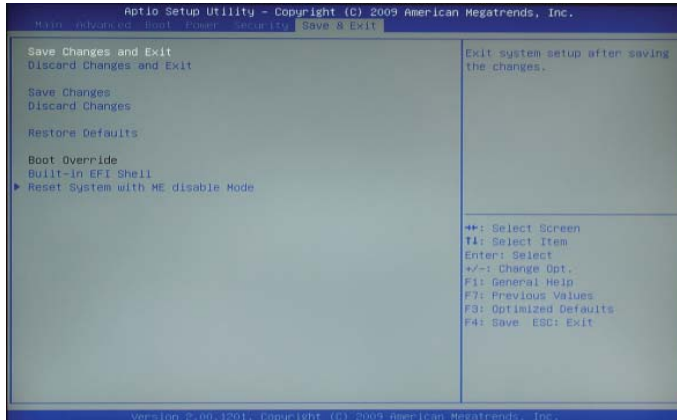 Aptio Setup Utility - Copyright (C) 2009 American Megatrends, Inc.
Main Advanced Boot Power Security Save & Exit
Save Changes and Exit
Discard Changes and Exit
Save Changes
Discard Changes
Restore Defaults
Boot Override
Built-in EFI Shell
▶ Reset System with ME disable Mode
Exit system setup after saving
the changes.
→←: Select Screen
↑↓: Select Item
Enter: Select
+/-: Change Opt.
F1: General Help
F7: Previous Values
F3: Optimized Defaults
F4: Save ESC: Exit
Version 2.00.1201. Copyright (C) 2009 American Megatrends, Inc.